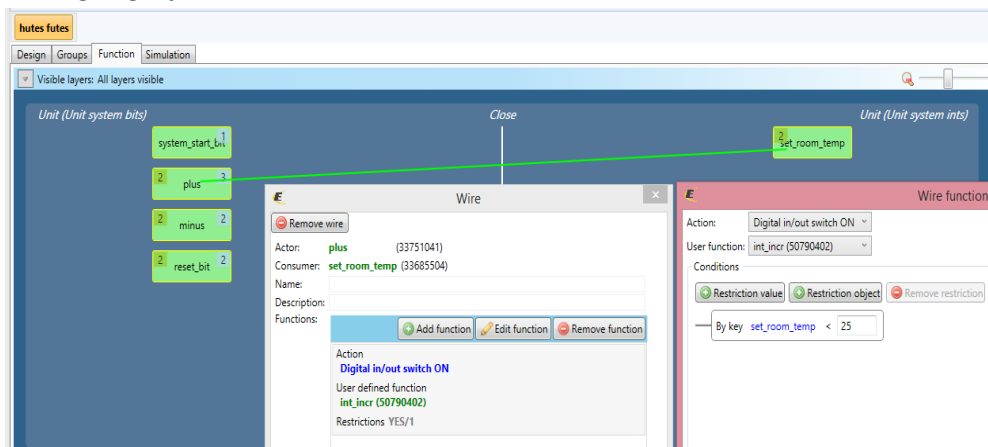 hutes futes
Design Groups Function Simulation
Visible layers: All layers visible
Unit (Unit system bits) Close Unit (Unit system ints)
system_start_bit 1
2 set_room_temp
2 plus 3
2 minus 2
2 reset_bit 2
Wire ×
Remove wire
Actor: plus (33751041)
Consumer: set_room_temp (33685504)
Name:
Description:
Functions:
Add function Edit function Remove function
Action
Digital in/out switch ON
User defined function
int_incr (50790402)
Restrictions YES/1
Wire function
Action: Digital in/out switch ON
User function: int_incr (50790402)
Conditions
Restriction value Restriction object Remove restriction
By key set_room_temp < 25